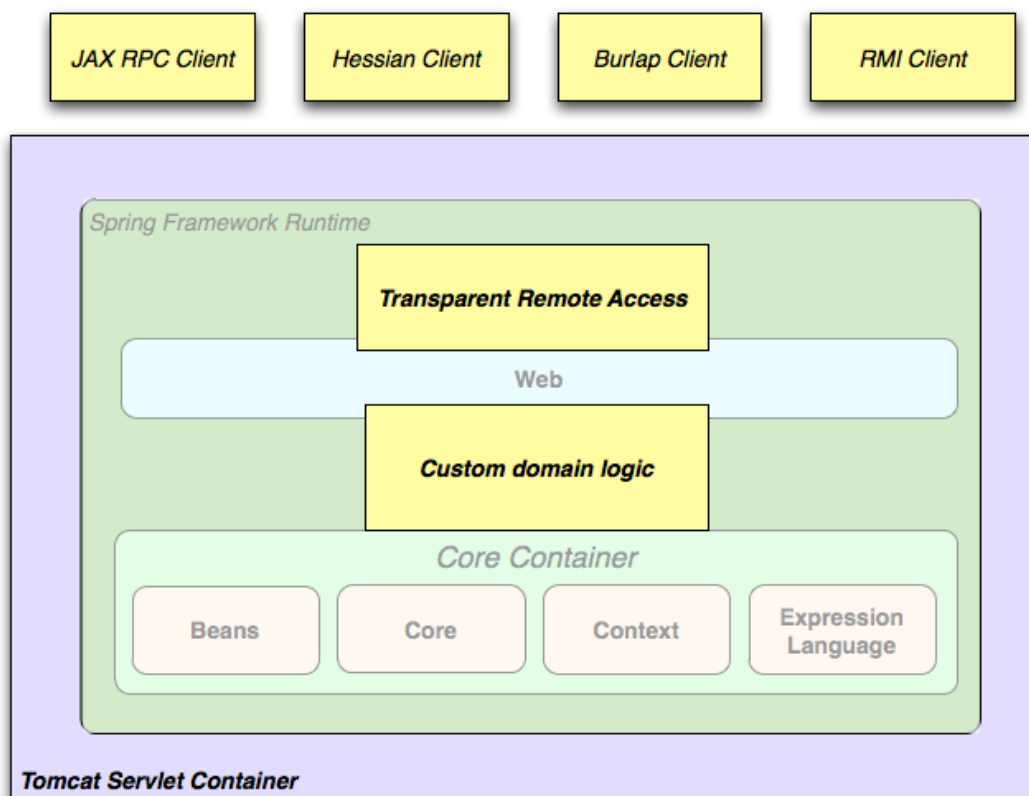 JAX RPC Client
Hessian Client
Burlap Client
RMI Client
Spring Framework Runtime
Transparent Remote Access
Web
Custom domain logic
Core Container
Beans
Core
Context
Expression
Language
Tomcat Servlet Container